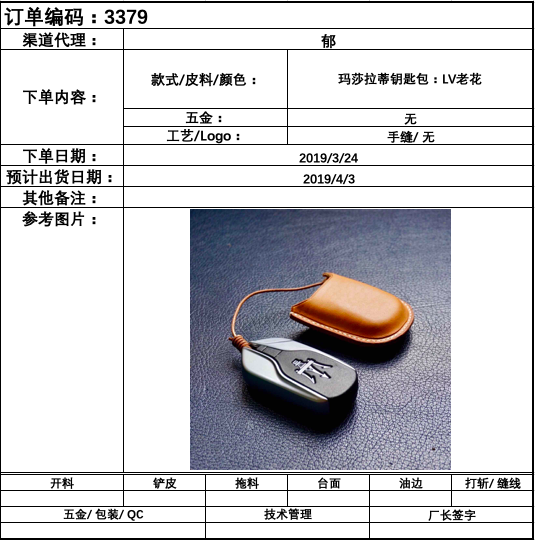 订单编码：3379
渠道代理： 郁
下单内容： 款式/皮料/颜色： 玛莎拉蒂钥匙包：LV老花
五金： 无
工艺/Logo： 手缝/ 无
下单日期： 2019/3/24
预计出货日期： 2019/4/3
其他备注：
参考图片：
开料 铲皮 拖料 台面 油边 打斩/ 缝线
五金/ 包装/ QC 技术管理 厂长签字